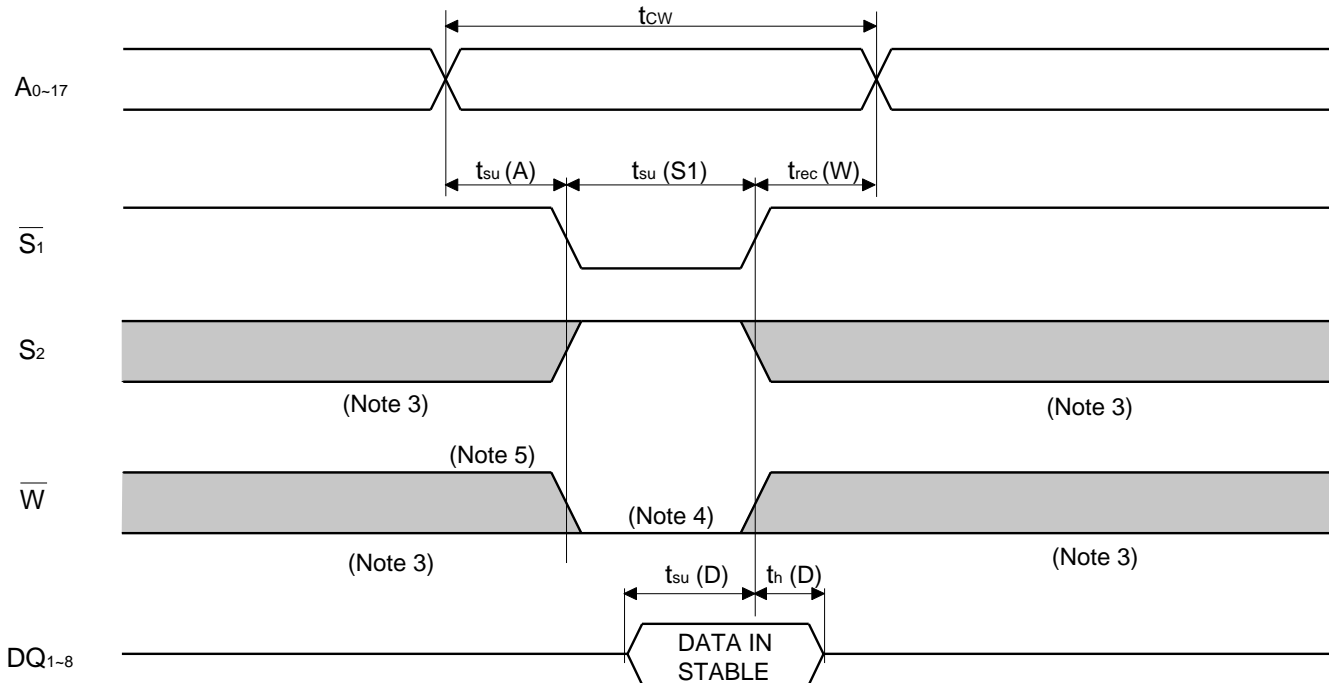 tCW
A0~17
tsu (A)
tsu (S1)
trec (W)
S1
S2
(Note 3)
(Note 3)
(Note 5)
W
(Note 4)
(Note 3)
(Note 3)
tsu (D)
th (D)
DQ1~8
DATA IN
STABLE